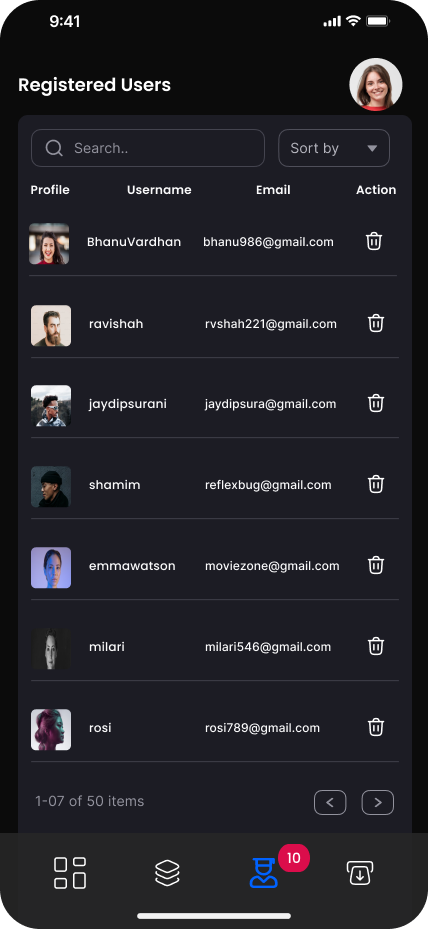 9:41
Registered Users
Search..
Sort by
Profile Username Email Action
BhanuVardhan bhanu986@gmail.com
ravishah rvshah221@gmail.com
jaydipsurani jaydipsura@gmail.com
shamim reflexbug@gmail.com
emmawatson moviezone@gmail.com
milari milari546@gmail.com
rosi rosi789@gmail.com
1-07 of 50 items
10